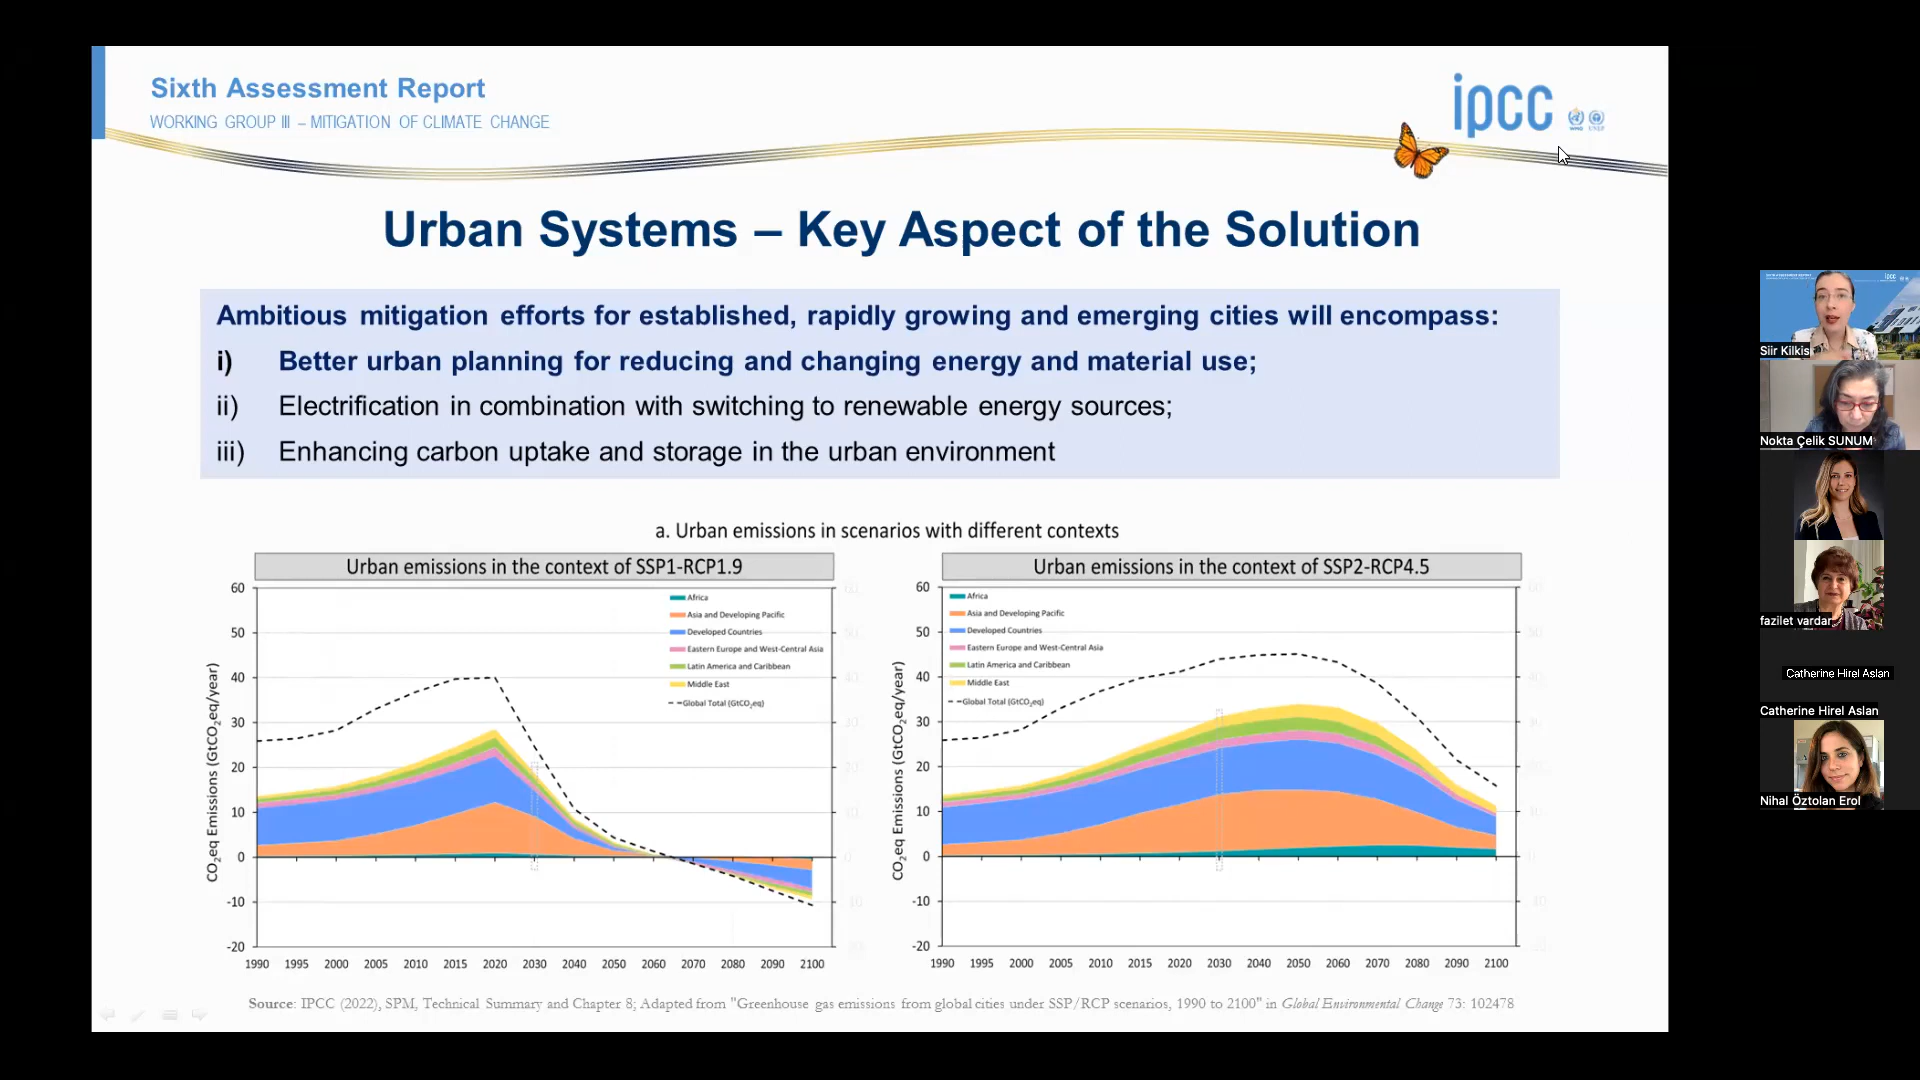 Sixth Assessment Report
WORKING GROUP III – MITIGATION OF CLIMATE CHANGE
ipcc
WMO UNEP
Urban Systems – Key Aspect of the Solution
Ambitious mitigation efforts for established, rapidly growing and emerging cities will encompass:
i) Better urban planning for reducing and changing energy and material use;
ii) Electrification in combination with switching to renewable energy sources;
iii) Enhancing carbon uptake and storage in the urban environment
a. Urban emissions in scenarios with different contexts
Urban emissions in the context of SSP1-RCP1.9
CO2eq Emissions (GtCO2eq/year)
60
50
40
30
20
10
0
-10
-20
Africa
Asia and Developing Pacific
Developed Countries
Eastern Europe and West-Central Asia
Latin America and Caribbean
Middle East
Global Total (GtCO2eq)
1990 1995 2000 2005 2010 2015 2020 2030 2040 2050 2060 2070 2080 2090 2100
Urban emissions in the context of SSP2-RCP4.5
CO2eq Emissions (GtCO2eq/year)
60
50
40
30
20
10
0
-10
-20
Africa
Asia and Developing Pacific
Developed Countries
Eastern Europe and West-Central Asia
Latin America and Caribbean
Middle East
Global Total (GtCO2eq)
1990 1995 2000 2005 2010 2015 2020 2030 2040 2050 2060 2070 2080 2090 2100
Source: IPCC (2022), SPM, Technical Summary and Chapter 8; Adapted from "Greenhouse gas emissions from global cities under SSP/RCP scenarios, 1990 to 2100" in Global Environmental Change 73: 102478
Siir Kilkis
Nokta Çelik SUNUM
fazilet vardar
Catherine Hirel Aslan
Catherine Hirel Aslan
Nihal Öztolan Erol